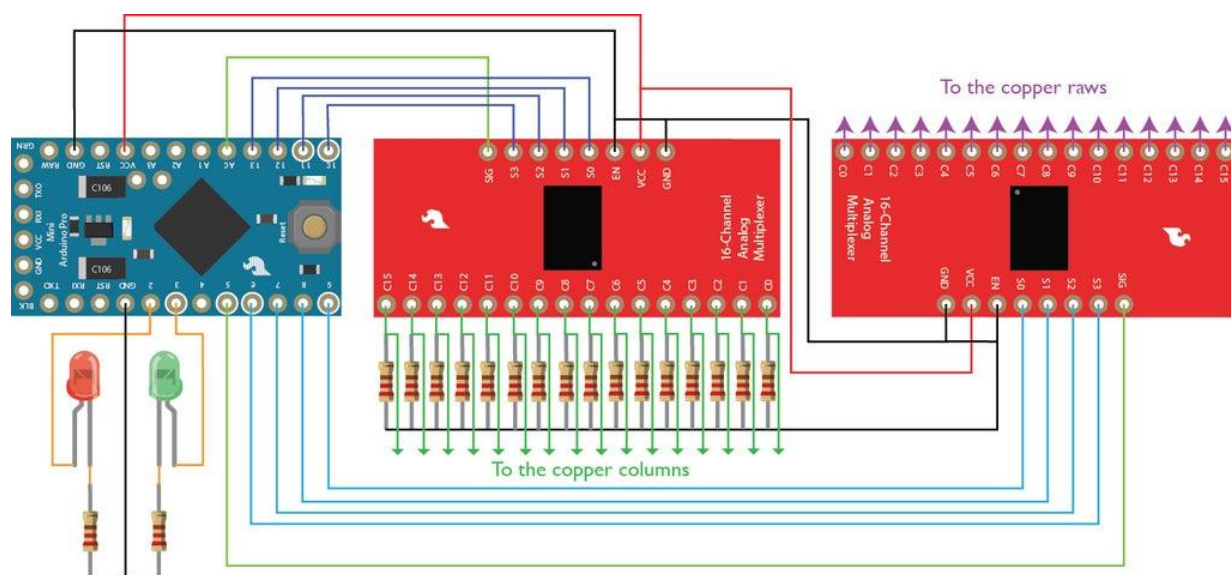 To the copper raws
GRN
RAW
GND
RST
VCC
A3
A2
A1
A0
13
12
11
10
TXO
RXI
VCC
GND
BLK
C106
C106
Mini
Arduino Pro
Reset
TXO
RXI
RST
GND
2
3
4
5
6
7
8
9
SIG
S3
S2
S1
S0
EN
VCC
GND
16-Channel
Analog
Multiplexer
C15
C14
C13
C12
C11
C10
C9
C8
C7
C6
C5
C4
C3
C2
C1
C0
To the copper columns
C0
C1
C2
C3
C4
C5
C6
C7
C8
C9
C10
C11
C12
C13
C14
C15
16-Channel
Analog
Multiplexer
GND
VCC
EN
S0
S1
S2
S3
SIG